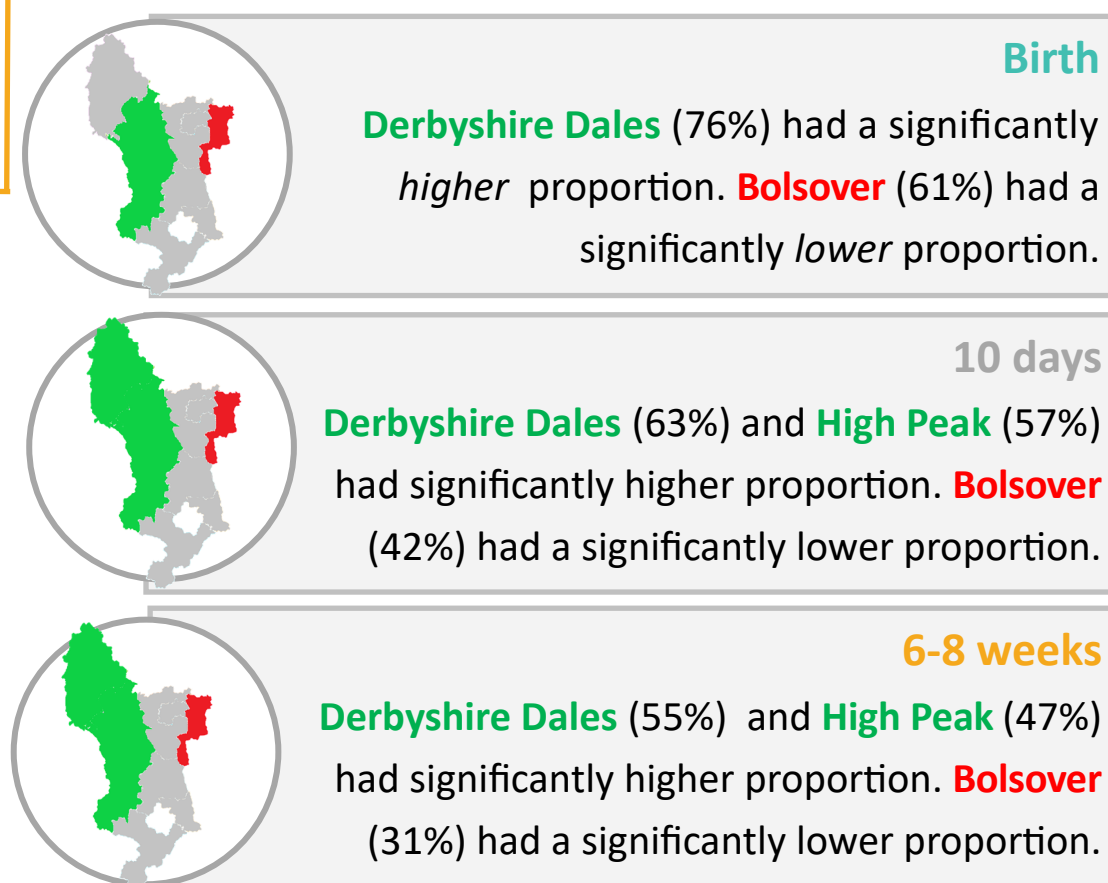 Birth
Derbyshire Dales (76%) had a significantly
higher proportion. Bolsover (61%) had a
significantly lower proportion.
10 days
Derbyshire Dales (63%) and High Peak (57%)
had significantly higher proportion. Bolsover
(42%) had a significantly lower proportion.
6-8 weeks
Derbyshire Dales (55%) and High Peak (47%)
had significantly higher proportion. Bolsover
(31%) had a significantly lower proportion.